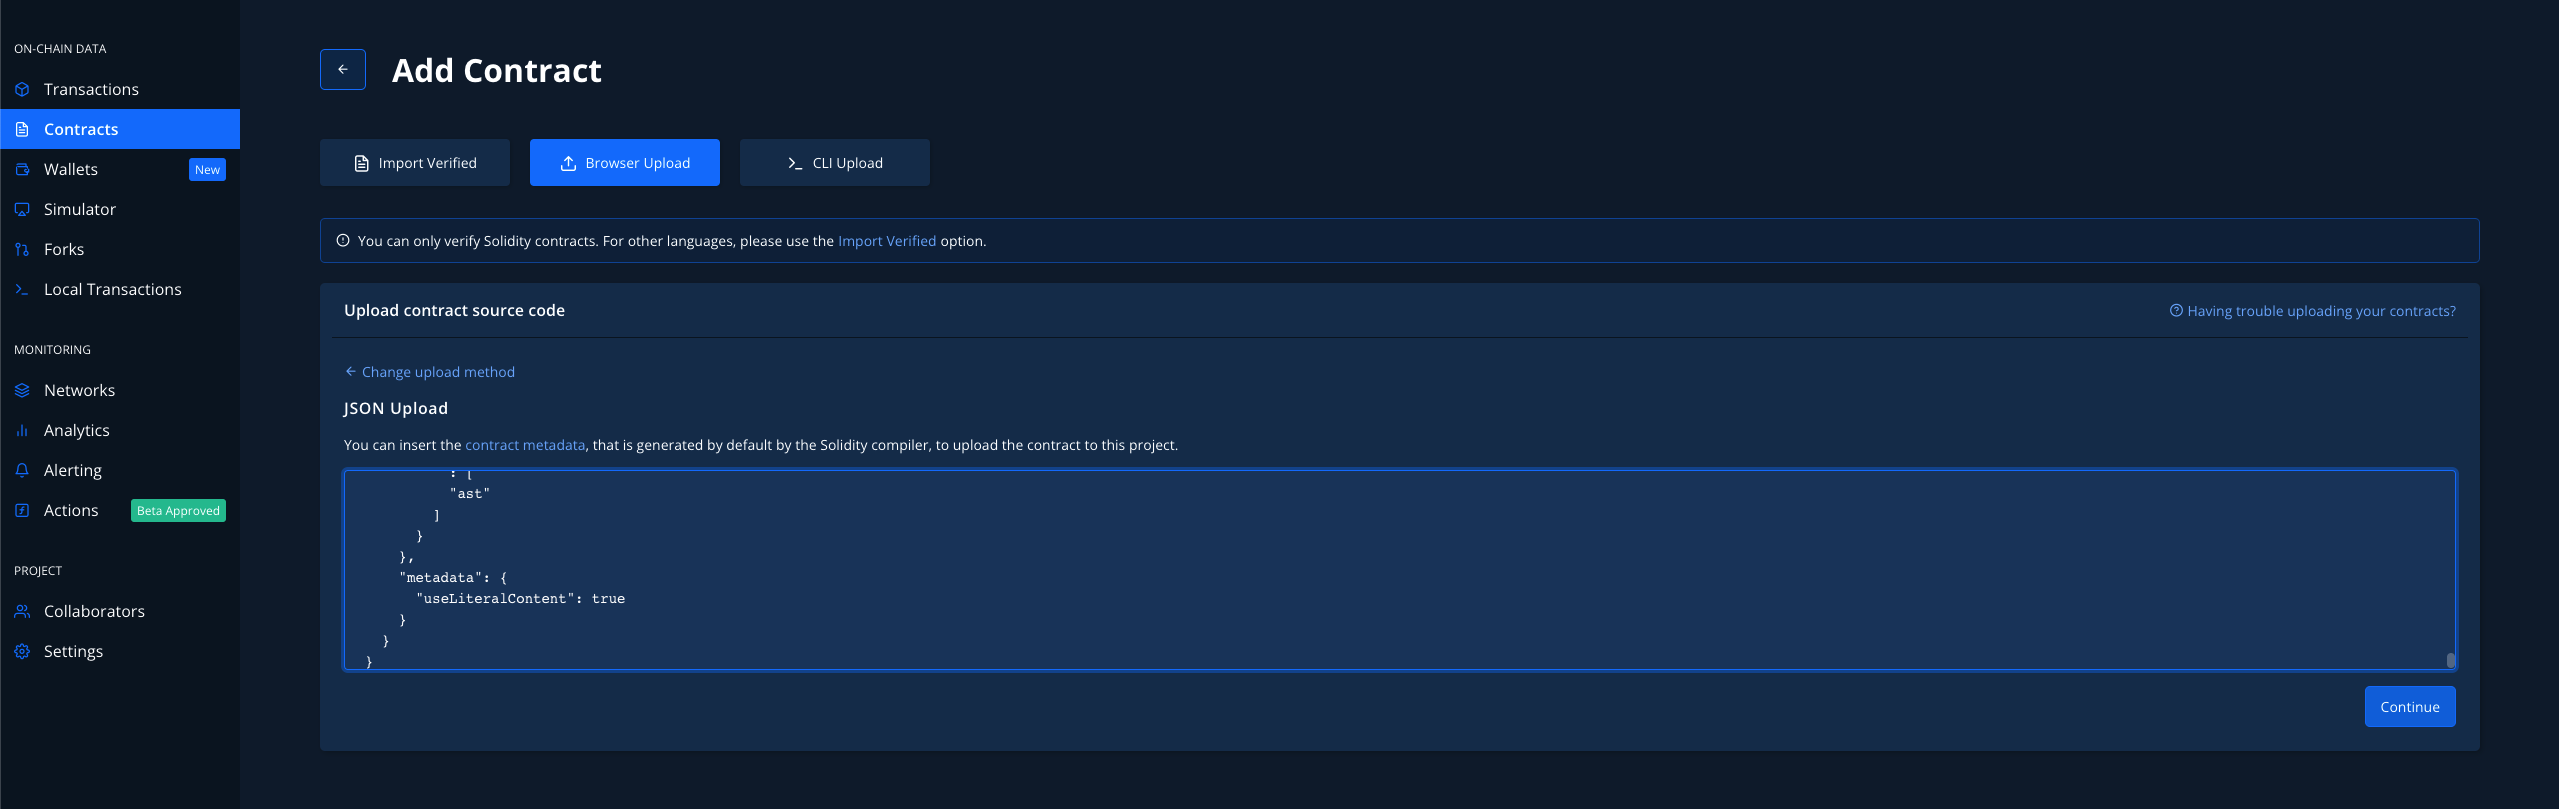 ON-CHAIN DATA
Transactions
Contracts
Wallets New
Simulator
Forks
Local Transactions
MONITORING
Networks
Analytics
Alerting
Actions Beta Approved
PROJECT
Collaborators
Settings
Add Contract
Import Verified
Browser Upload
CLI Upload
You can only verify Solidity contracts. For other languages, please use the Import Verified option.
Upload contract source code
Having trouble uploading your contracts?
Change upload method
JSON Upload
You can insert the contract metadata, that is generated by default by the Solidity compiler, to upload the contract to this project.
: [
"ast"
]
}
},
"metadata": {
"useLiteralContent": true
}
}
}
Continue